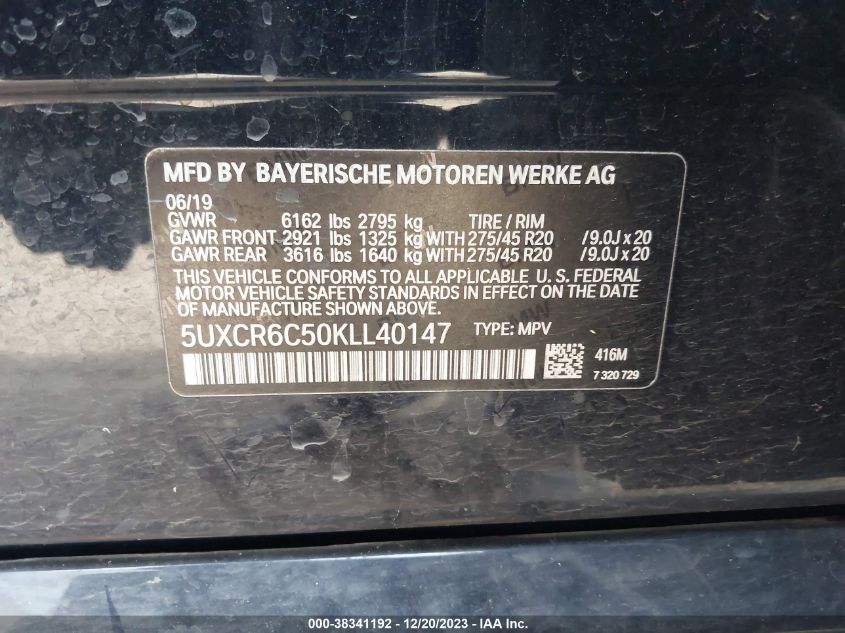 MFD BY BAYERISCHE MOTOREN WERKE AG
06/19
GVWR 6162 lbs 2795 kg TIRE / RIM
GAWR FRONT 2921 lbs 1325 kg WITH 275/45 R20 /9.0J x 20
GAWR REAR 3616 lbs 1640 kg WITH 275/45 R20 /9.0J x 20
THIS VEHICLE CONFORMS TO ALL APPLICABLE U. S. FEDERAL
MOTOR VEHICLE SAFETY STANDARDS IN EFFECT ON THE DATE
OF MANUFACTURE SHOWN ABOVE.
5UXCR6C50KLL40147 TYPE: MPV
416M
7 320 729
000-38341192 - 12/20/2023 - IAA Inc.